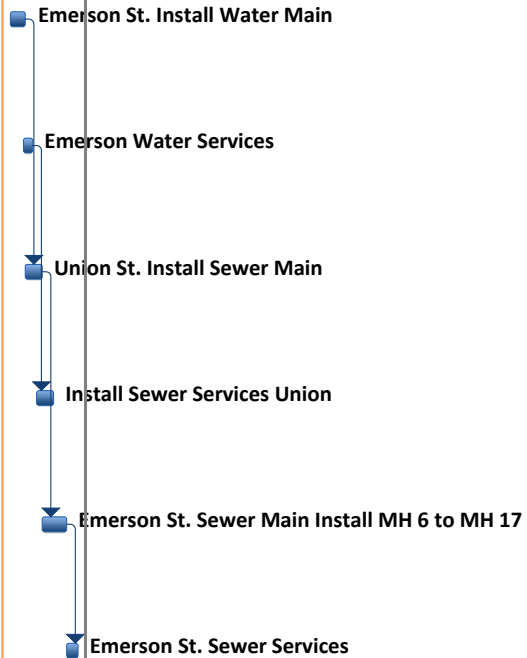 Emerson St. Install Water Main
Emerson Water Services
Union St. Install Sewer Main
Install Sewer Services Union
Emerson St. Sewer Main Install MH 6 to MH 17
Emerson St. Sewer Services